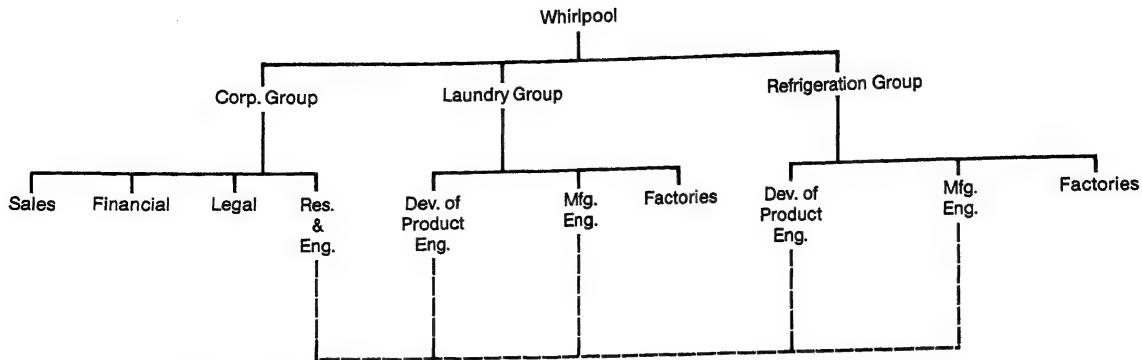 Whirlpool
Corp. Group
Laundry Group
Refrigeration Group
Sales
Financial
Legal
Res.
&
Eng.
Dev. of
Product
Eng.
Mfg.
Eng.
Factories
Dev. of
Product
Eng.
Mfg.
Eng.
Factories